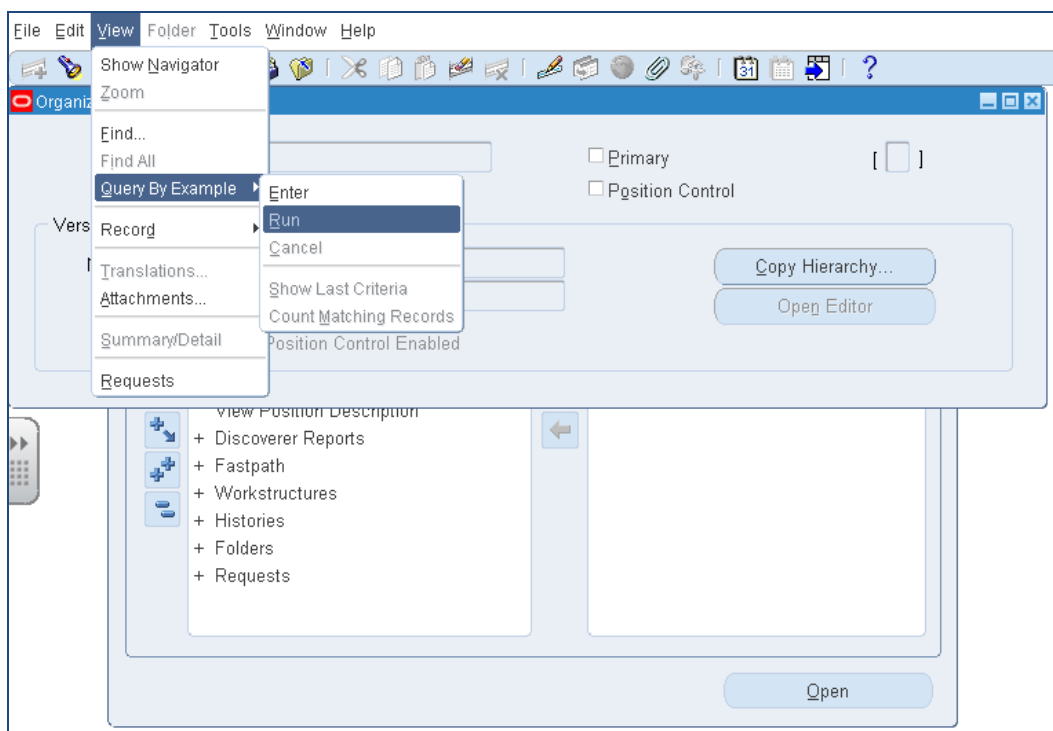 File Edit View Folder Tools Window Help
Show Navigator
Zoom
Find...
Find All
Query By Example
Record
Translations...
Attachments...
Summary/Detail
Requests
Enter
Run
Cancel
Show Last Criteria
Count Matching Records
31
?
Organiz
Primary
[ ]
Position Control
Vers
Copy Hierarchy...
Open Editor
Position Control Enabled
View Position Description
+ Discoverer Reports
+ Fastpath
+ Workstructures
+ Histories
+ Folders
+ Requests
Open